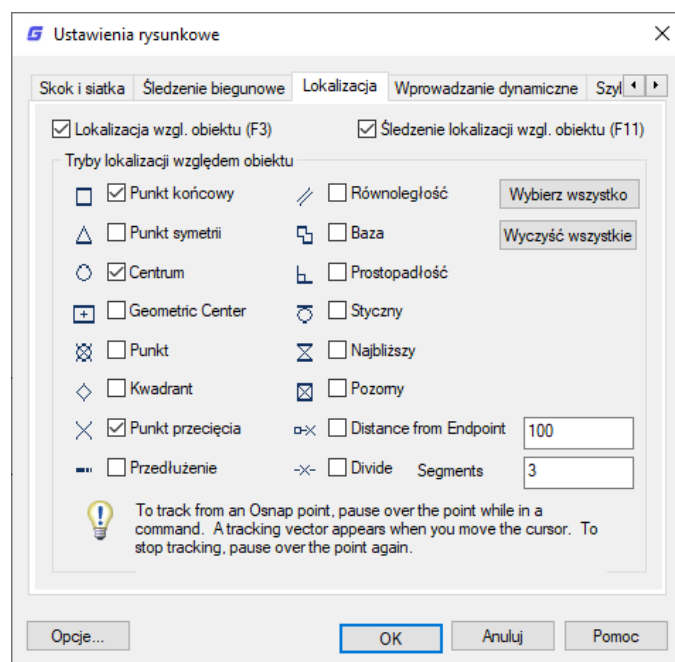 Ustawienia rysunkowe
Skok i siatka Śledzenie biegunowe Lokalizacja Wprowadzanie dynamiczne Szyl
Lokalizacja wzgl. obiektu (F3) Śledzenie lokalizacji wzgl. obiektu (F11)
Tryby lokalizacji względem obiektu
Punkt końcowy Równoległość Wybierz wszystko
Punkt symetrii Baza Wyczyść wszystkie
Centrum Prostopadłość
Geometric Center Styczny
Punkt Najbliższy
Kwadrant Pozorny
Punkt przecięcia Distance from Endpoint 100
Przedłużenie Divide Segments 3
To track from an Osnap point, pause over the point while in a
command. A tracking vector appears when you move the cursor. To
stop tracking, pause over the point again.
Opcje... OK Anuluj Pomoc